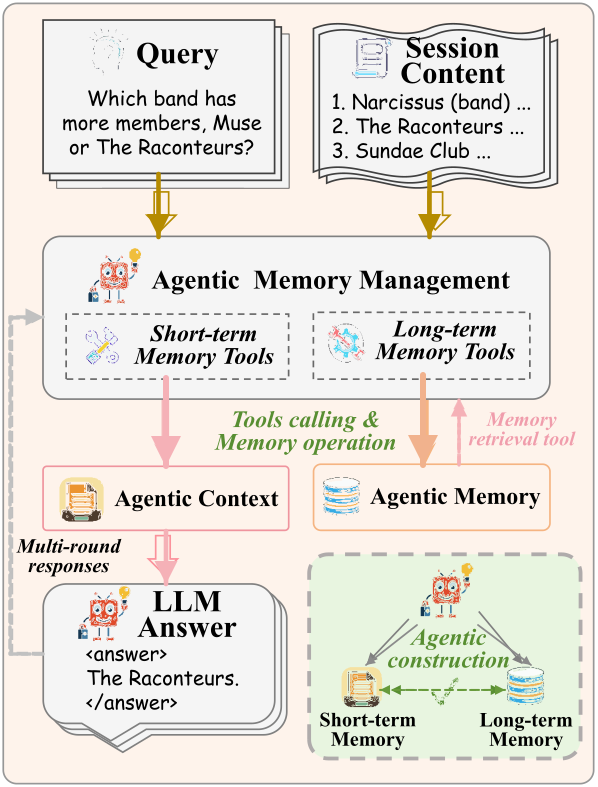 Query
Which band has
more members, Muse
or The Raconteurs?
Session
Content
1. Narcissus (band) ...
2. The Raconteurs ...
3. Sundae Club ...
Agentic Memory Management
Short-term
Memory Tools
Long-term
Memory Tools
Tools calling &
Memory operation
Memory
retrieval tool
Agentic Context
Agentic Memory
Multi-round
responses
LLM
Answer
<answer>
The Raconteurs.
</answer>
Agentic
construction
Short-term
Memory
Long-term
Memory